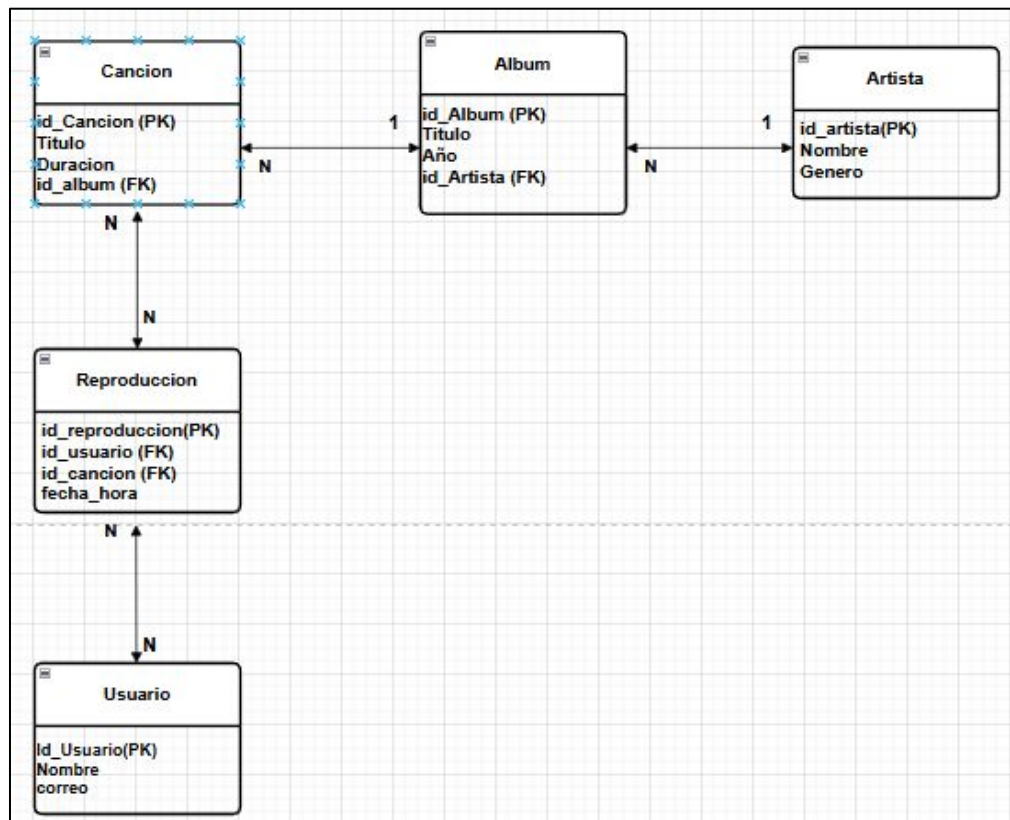 Cancion
id_Cancion (PK)
Titulo
Duracion
id_album (FK)
N
1
Album
id_Album (PK)
Titulo
Año
id_Artista (FK)
N
1
Artista
id_artista(PK)
Nombre
Genero
N
N
Reproduccion
id_reproduccion(PK)
id_usuario (FK)
id_cancion (FK)
fecha_hora
N
N
Usuario
Id_Usuario(PK)
Nombre
correo